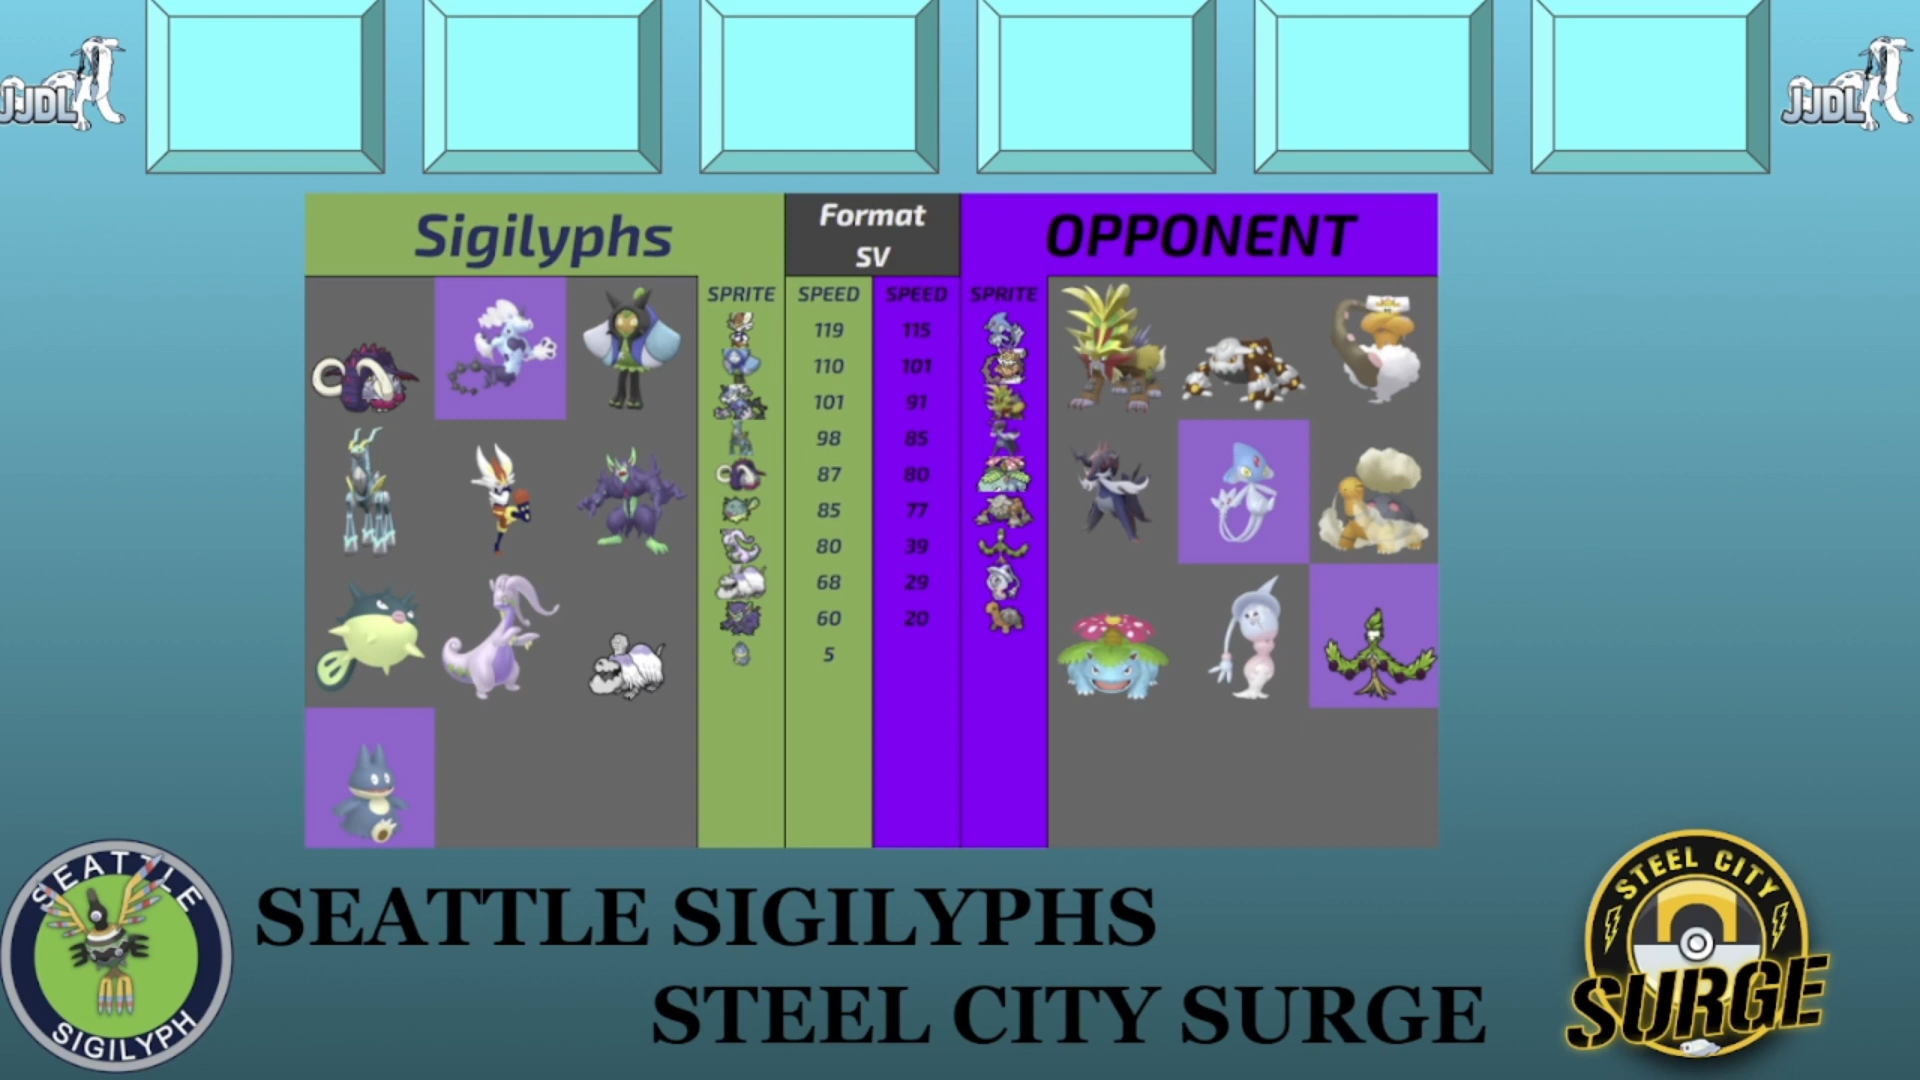 JJDL
JJDL
Sigilyphs
Format
SV
OPPONENT
SPRITE SPEED SPEED SPRITE
119 115
110 101
101 91
98 85
87 80
85 77
80 39
68 29
60 20
5
SEATTLE
SIGILYPH
SEATTLE SIGILYPHS
STEEL CITY SURGE
STEEL CITY
SURGE